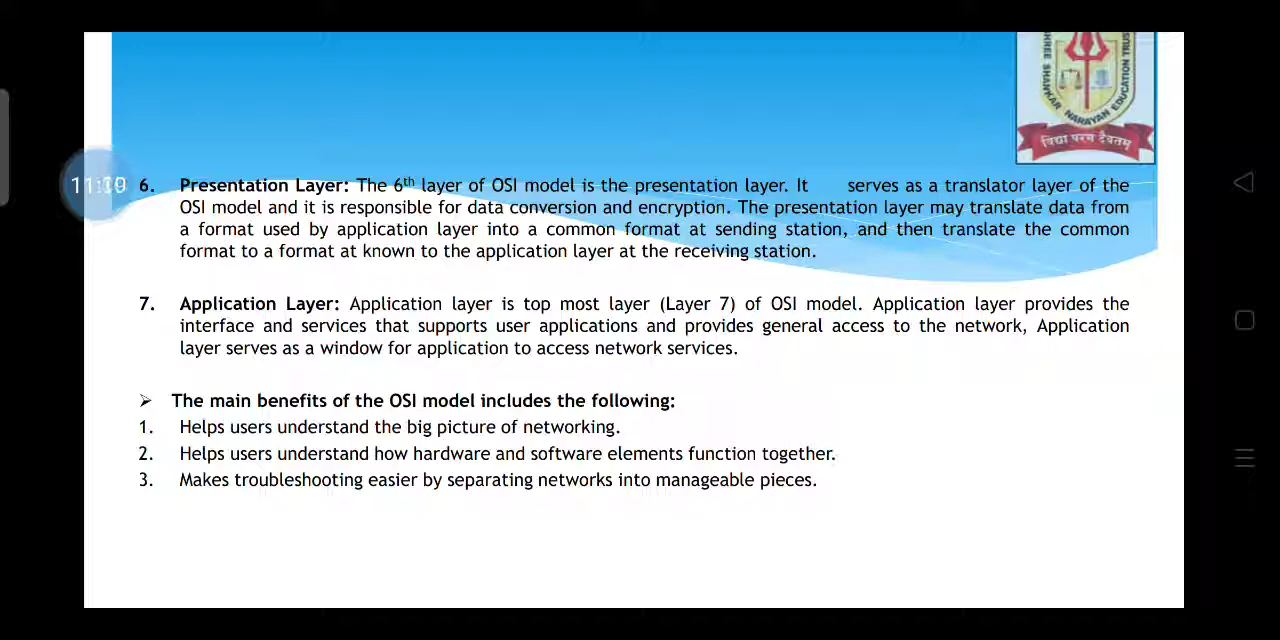 SHREE SHANKAR NARAYAN EDUCATION TRUST
विद्या परम दैवतम्
6. Presentation Layer: The 6th layer of OSI model is the presentation layer. It serves as a translator layer of the
OSI model and it is responsible for data conversion and encryption. The presentation layer may translate data from
a format used by application layer into a common format at sending station, and then translate the common
format to a format at known to the application layer at the receiving station.
7. Application Layer: Application layer is top most layer (Layer 7) of OSI model. Application layer provides the
interface and services that supports user applications and provides general access to the network, Application
layer serves as a window for application to access network services.
➢ The main benefits of the OSI model includes the following:
1. Helps users understand the big picture of networking.
2. Helps users understand how hardware and software elements function together.
3. Makes troubleshooting easier by separating networks into manageable pieces.